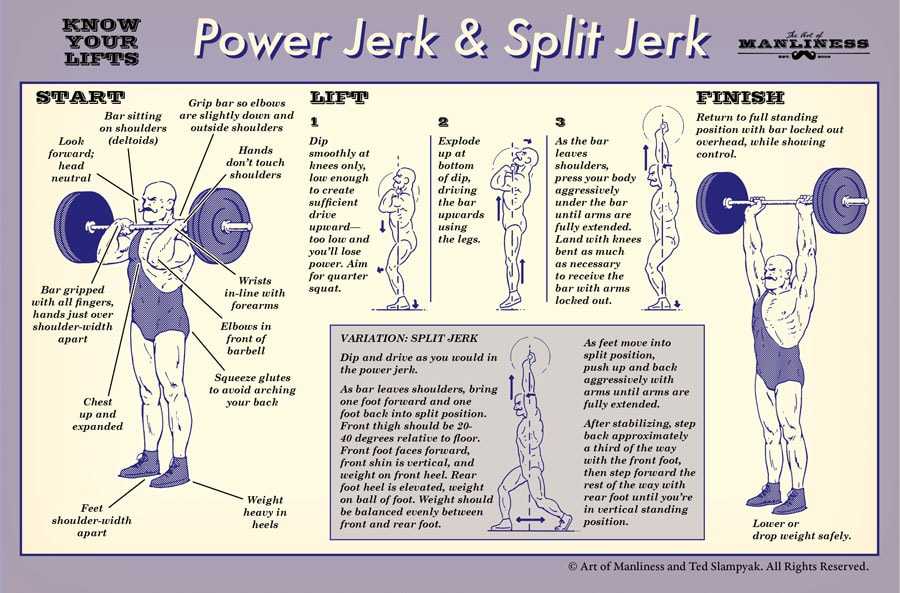 KNOW
YOUR
LIFTS
Power Jerk & Split Jerk
The Art of
MANLINESS
EST. 2008
START
Look
forward;
head
neutral
Bar sitting
on shoulders
(deltoids)
Grip bar so elbows
are slightly down and
outside shoulders
Hands
don't touch
shoulders
Bar gripped
with all fingers,
hands just over
shoulder-width
apart
Wrists
in-line with
forearms
Elbows in
front of
barbell
Squeeze glutes
to avoid arching
your back
Chest
up and
expanded
Feet
shoulder-width
apart
Weight
heavy in
heels
LIFT
1
Dip
smoothly at
knees only,
low enough
to create
sufficient
drive
upward—
too low and
you'll lose
power. Aim
for quarter
squat.
2
Explode
up at
bottom
of dip,
driving
the bar
upwards
using
the legs.
3
As the bar
leaves
shoulders,
press your body
aggressively
under the bar
until arms are
fully extended.
Land with knees
bent as much
as necessary
to receive the
bar with arms
locked out.
VARIATION: SPLIT JERK
Dip and drive as you would in
the power jerk.
As bar leaves shoulders, bring
one foot forward and one
foot back into split position.
Front thigh should be 20-
40 degrees relative to floor.
Front foot faces forward,
front shin is vertical, and
weight on front heel. Rear
foot heel is elevated, weight
on ball of foot. Weight should
be balanced evenly between
front and rear foot.
As feet move into
split position,
push up and back
aggressively with
arms until arms are
fully extended.
After stabilizing, step
back approximately
a third of the way
with the front foot,
then step forward the
rest of the way with
rear foot until you're
in vertical standing
position.
FINISH
Return to full standing
position with bar locked out
overhead, while showing
control.
Lower or
drop weight safely.
© Art of Manliness and Ted Slampyak. All Rights Reserved.